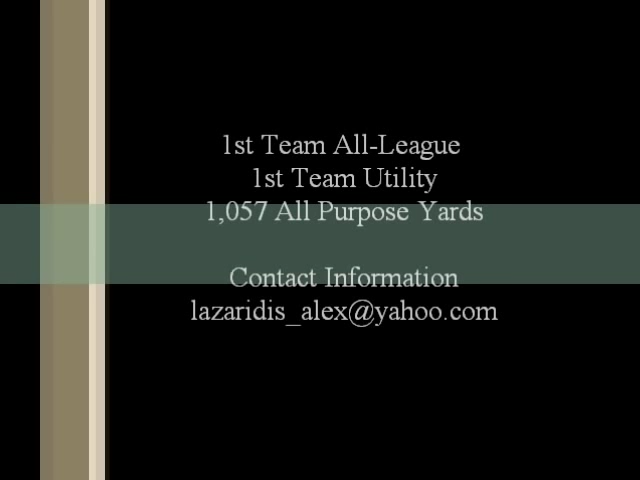 1st Team All-League
1st Team Utility
1,057 All Purpose Yards
Contact Information
lazaridis_alex@yahoo.com